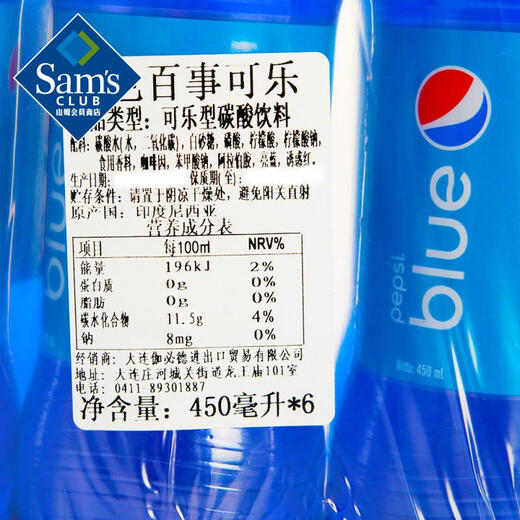 Sam's
CLUB
山姆会员商店
百事可乐
类型：可乐型碳酸饮料
配料：碳酸水(水，二氧化碳)，白砂糖，磷酸，柠檬酸，柠檬酸钠，
食用香料，咖啡因，苯甲酸钠，阿拉伯胶，亮蓝，诱惑红。
生产日期： 保质期(至)：
贮存条件：请置于阴凉干燥处，避免阳关直射
原产国：印度尼西亚
营养成分表
项目 每100ml NRV%
能量 196kJ 2%
蛋白质 0g 0%
脂肪 0g 0%
碳水化合物 11.5g 4%
钠 8mg 0%
经销商：大连伽必德进出口贸易有限公司
地址：大连庄河城关街道龙王庙101室
电话：0411-89301887
净含量：450毫升*6
pepsi
blue
Netto: 450 mL
blue